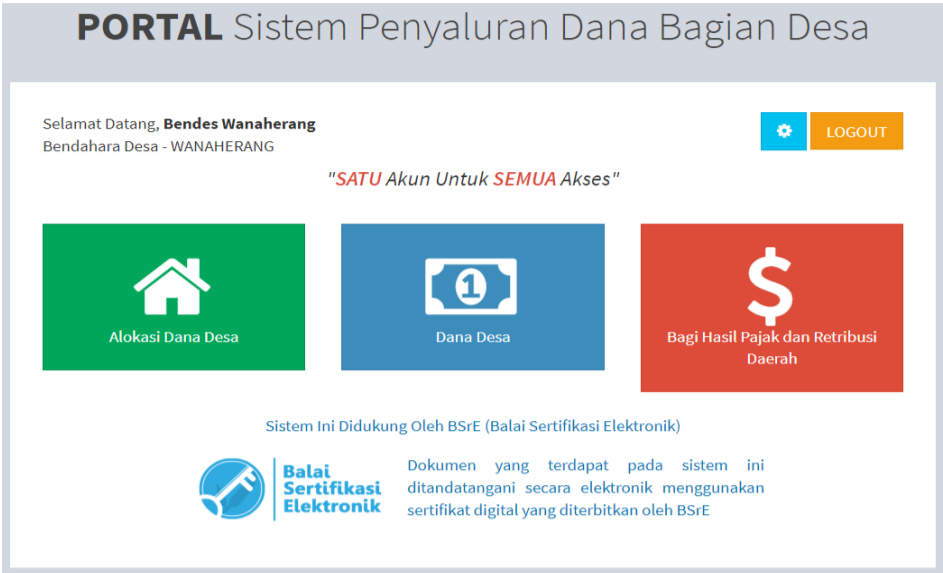 PORTAL Sistem Penyaluran Dana Bagian Desa
Selamat Datang, Bendes Wanaherang
Bendahara Desa - WANAHERANG
LOGOUT
"SATU Akun Untuk SEMUA Akses"
Alokasi Dana Desa
1
Dana Desa
$
Bagi Hasil Pajak dan Retribusi
Daerah
Sistem Ini Didukung Oleh BSrE (Balai Sertifikasi Elektronik)
Balai
Sertifikasi
Elektronik
Dokumen yang terdapat pada sistem ini
ditandatangani secara elektronik menggunakan
sertifikat digital yang diterbitkan oleh BSrE